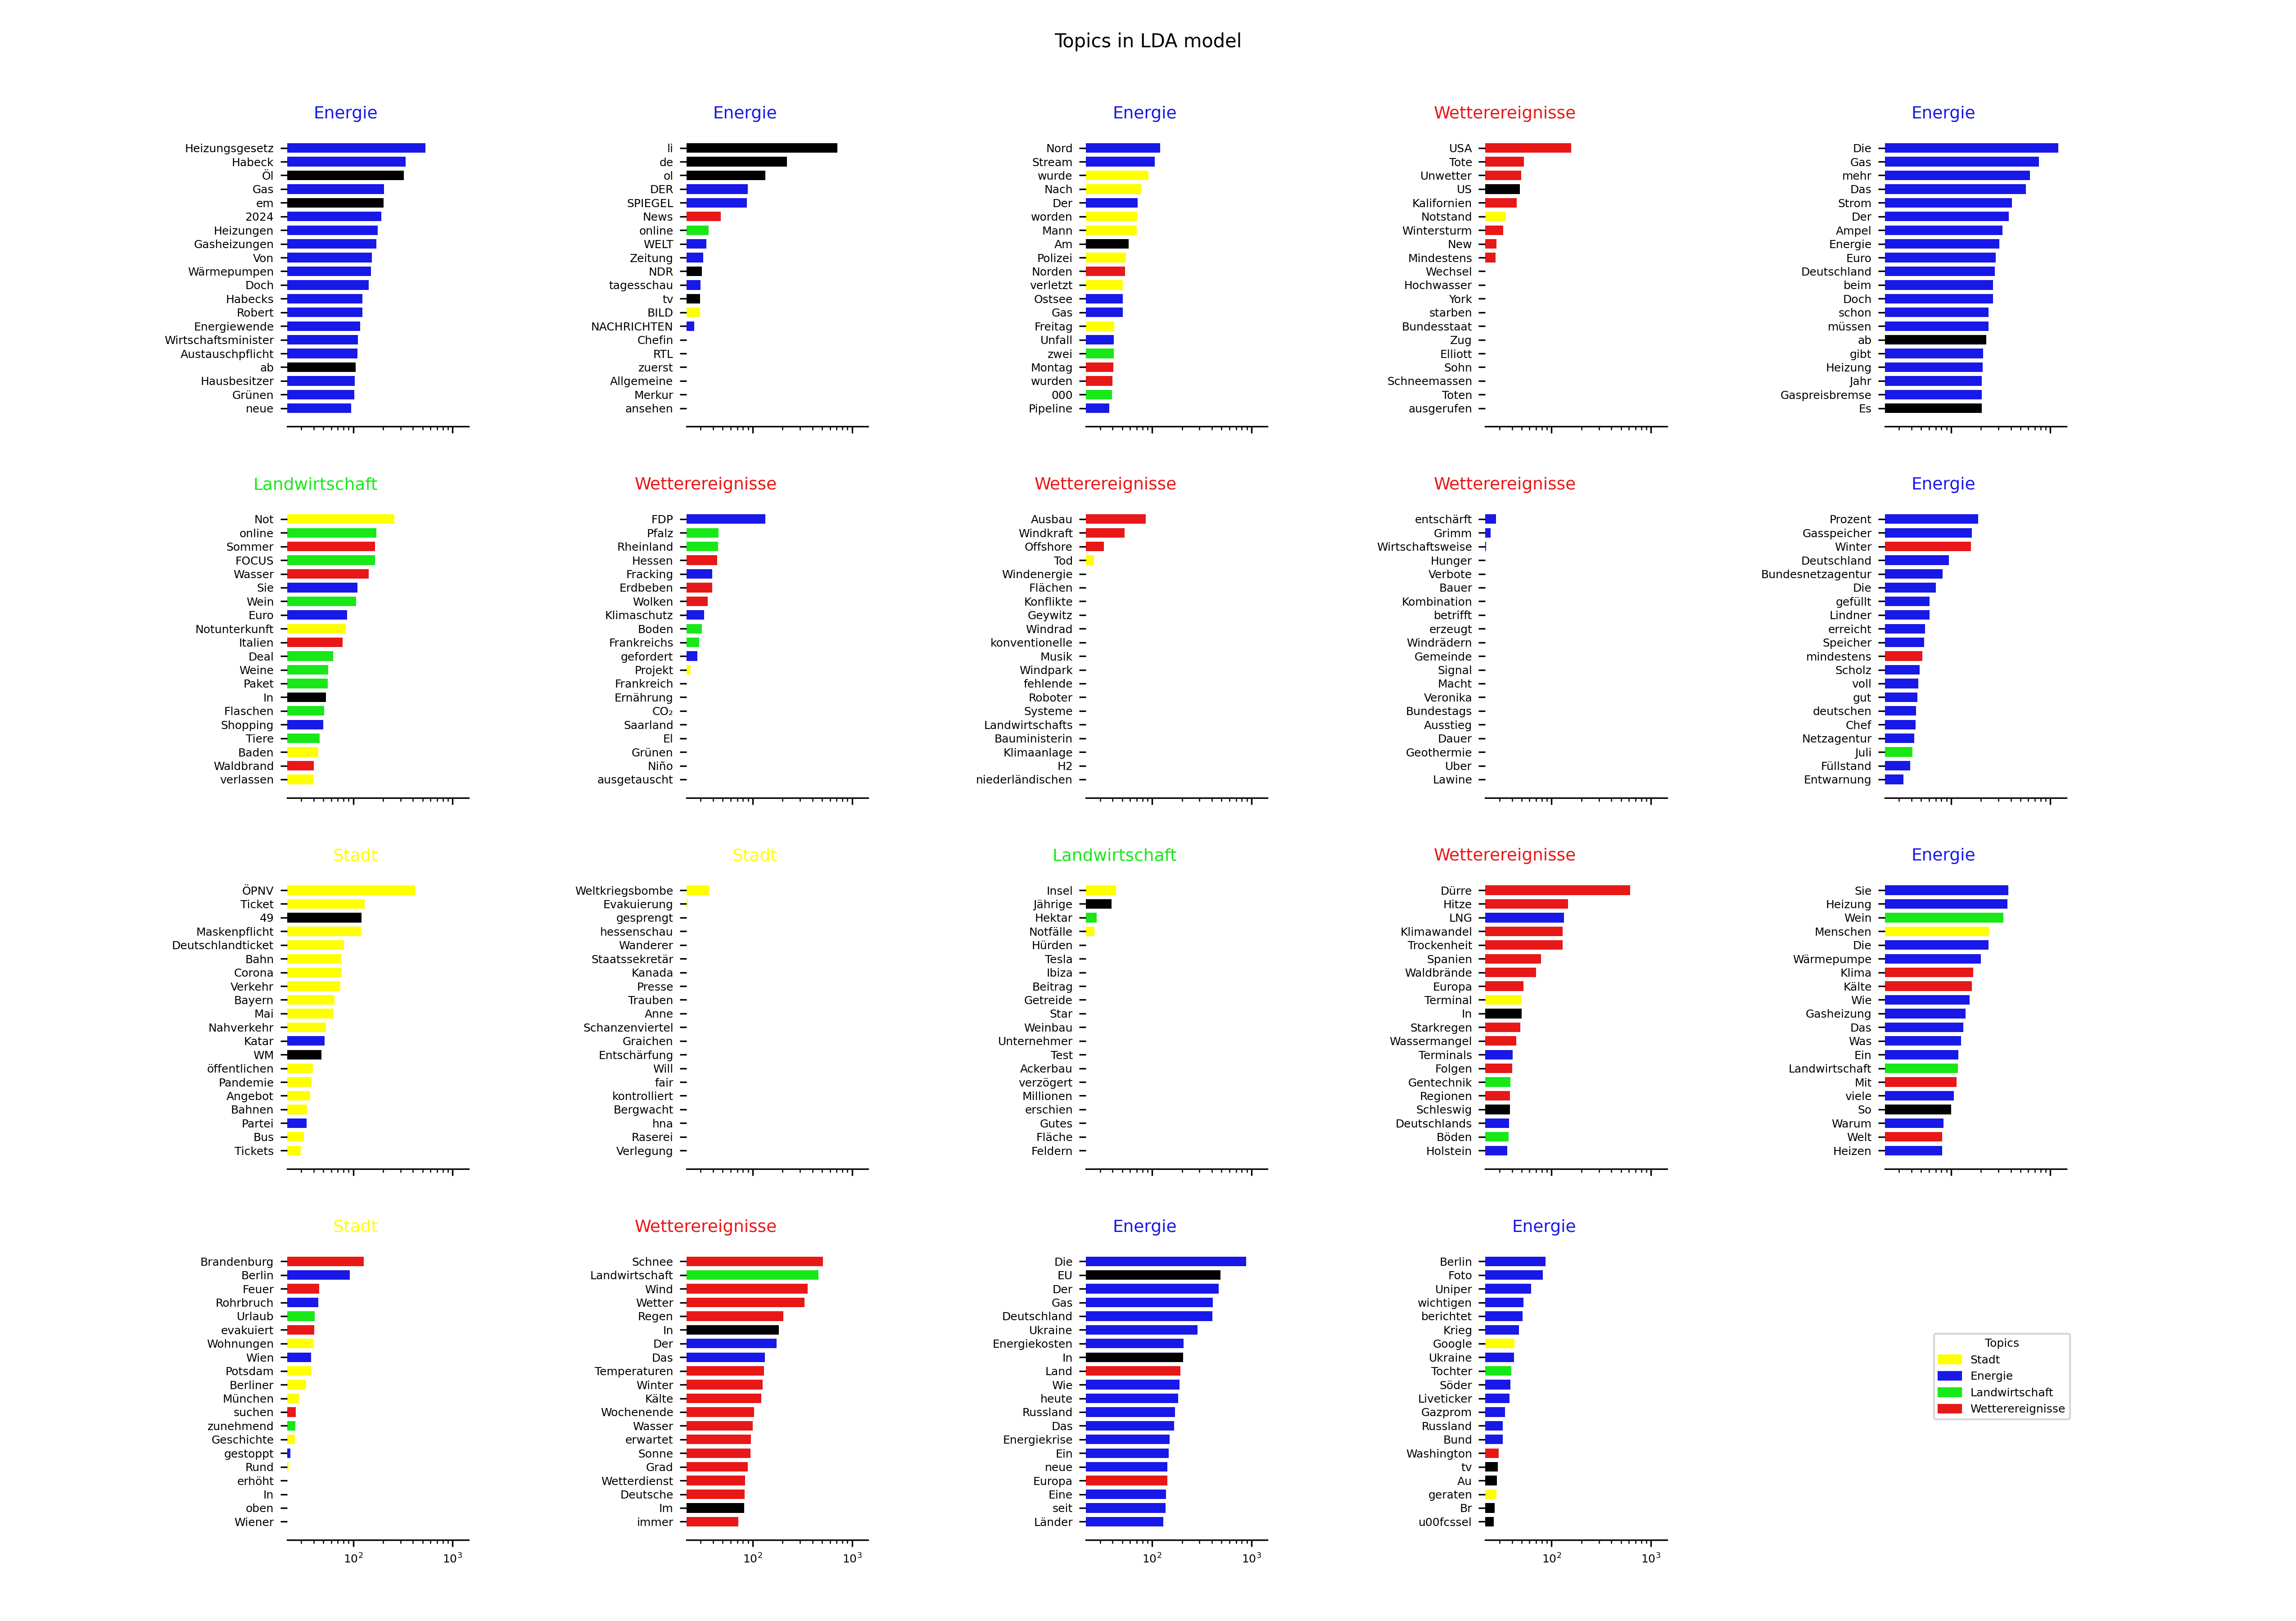 Topics in LDA model
Energie
Heizungsgesetz
Habeck
Öl
Gas
em
2024
Heizungen
Gasheizungen
Von
Wärmepumpen
Doch
Habecks
Robert
Energiewende
Wirtschaftsminister
Austauschpflicht
ab
Hausbesitzer
Grünen
neue
Energie
li
de
ol
DER
SPIEGEL
News
online
WELT
Zeitung
NDR
tagesschau
tv
BILD
NACHRICHTEN
Chefin
RTL
zuerst
Allgemeine
Merkur
ansehen
Energie
Nord
Stream
wurde
Nach
Der
worden
Mann
Am
Polizei
Norden
verletzt
Ostsee
Gas
Freitag
Unfall
zwei
Montag
wurden
000
Pipeline
Wetterereignisse
USA
Tote
Unwetter
US
Kalifornien
Notstand
Wintersturm
New
Mindestens
Wechsel
Hochwasser
York
starben
Bundesstaat
Zug
Elliott
Sohn
Schneemassen
Toten
ausgerufen
Energie
Die
Gas
mehr
Das
Strom
Der
Ampel
Energie
Euro
Deutschland
beim
Doch
schon
müssen
ab
gibt
Heizung
Jahr
Gaspreisbremse
Es
Landwirtschaft
Not
online
Sommer
FOCUS
Wasser
Sie
Wein
Euro
Notunterkunft
Italien
Deal
Weine
Paket
In
Flaschen
Shopping
Tiere
Baden
Waldbrand
verlassen
Wetterereignisse
FDP
Pfalz
Rheinland
Hessen
Fracking
Erdbeben
Wolken
Klimaschutz
Boden
Frankreichs
gefordert
Projekt
Frankreich
Ernährung
CO₂
Saarland
El
Grünen
Niño
ausgetauscht
Wetterereignisse
Ausbau
Windkraft
Offshore
Tod
Windenergie
Flächen
Konflikte
Geywitz
Windrad
konventionelle
Musik
Windpark
fehlende
Roboter
Systeme
Landwirtschafts
Bauministerin
Klimaanlage
H2
niederländischen
Wetterereignisse
entschärft
Grimm
Wirtschaftsweise
Hunger
Verbote
Bauer
Kombination
betrifft
erzeugt
Windrädern
Gemeinde
Signal
Macht
Veronika
Bundestags
Ausstieg
Dauer
Geothermie
Uber
Lawine
Energie
Prozent
Gasspeicher
Winter
Deutschland
Bundesnetzagentur
Die
gefüllt
Lindner
erreicht
Speicher
mindestens
Scholz
voll
gut
deutschen
Chef
Netzagentur
Juli
Füllstand
Entwarnung
Stadt
ÖPNV
Ticket
49
Maskenpflicht
Deutschlandticket
Bahn
Corona
Verkehr
Bayern
Mai
Nahverkehr
Katar
WM
öffentlichen
Pandemie
Angebot
Bahnen
Partei
Bus
Tickets
Stadt
Weltkriegsbombe
Evakuierung
gesprengt
hessenschau
Wanderer
Staatssekretär
Kanada
Presse
Trauben
Anne
Schanzenviertel
Graichen
Entschärfung
Will
fair
kontrolliert
Bergwacht
hna
Raserei
Verlegung
Landwirtschaft
Insel
Jährige
Hektar
Notfälle
Hürden
Tesla
Ibiza
Beitrag
Getreide
Star
Weinbau
Unternehmer
Test
Ackerbau
verzögert
Millionen
erschien
Gutes
Fläche
Feldern
Wetterereignisse
Dürre
Hitze
LNG
Klimawandel
Trockenheit
Spanien
Waldbrände
Europa
Terminal
In
Starkregen
Wassermangel
Terminals
Folgen
Gentechnik
Regionen
Schleswig
Deutschlands
Böden
Holstein
Energie
Sie
Heizung
Wein
Menschen
Die
Wärmepumpe
Klima
Kälte
Wie
Gasheizung
Das
Was
Ein
Landwirtschaft
Mit
viele
So
Warum
Welt
Heizen
Stadt
Brandenburg
Berlin
Feuer
Rohrbruch
Urlaub
evakuiert
Wohnungen
Wien
Potsdam
Berliner
München
suchen
zunehmend
Geschichte
gestoppt
Rund
erhöht
In
oben
Wiener
10² 10³
Wetterereignisse
Schnee
Landwirtschaft
Wind
Wetter
Regen
In
Der
Das
Temperaturen
Winter
Kälte
Wochenende
Wasser
erwartet
Sonne
Grad
Wetterdienst
Deutsche
Im
immer
10² 10³
Energie
Die
EU
Der
Gas
Deutschland
Ukraine
Energiekosten
In
Land
Wie
heute
Russland
Das
Energiekrise
Ein
neue
Europa
Eine
seit
Länder
10² 10³
Energie
Berlin
Foto
Uniper
wichtigen
berichtet
Krieg
Google
Ukraine
Tochter
Söder
Liveticker
Gazprom
Russland
Bund
Washington
tv
Au
geraten
Br
u00fcssel
10² 10³
Topics
Stadt
Energie
Landwirtschaft
Wetterereignisse